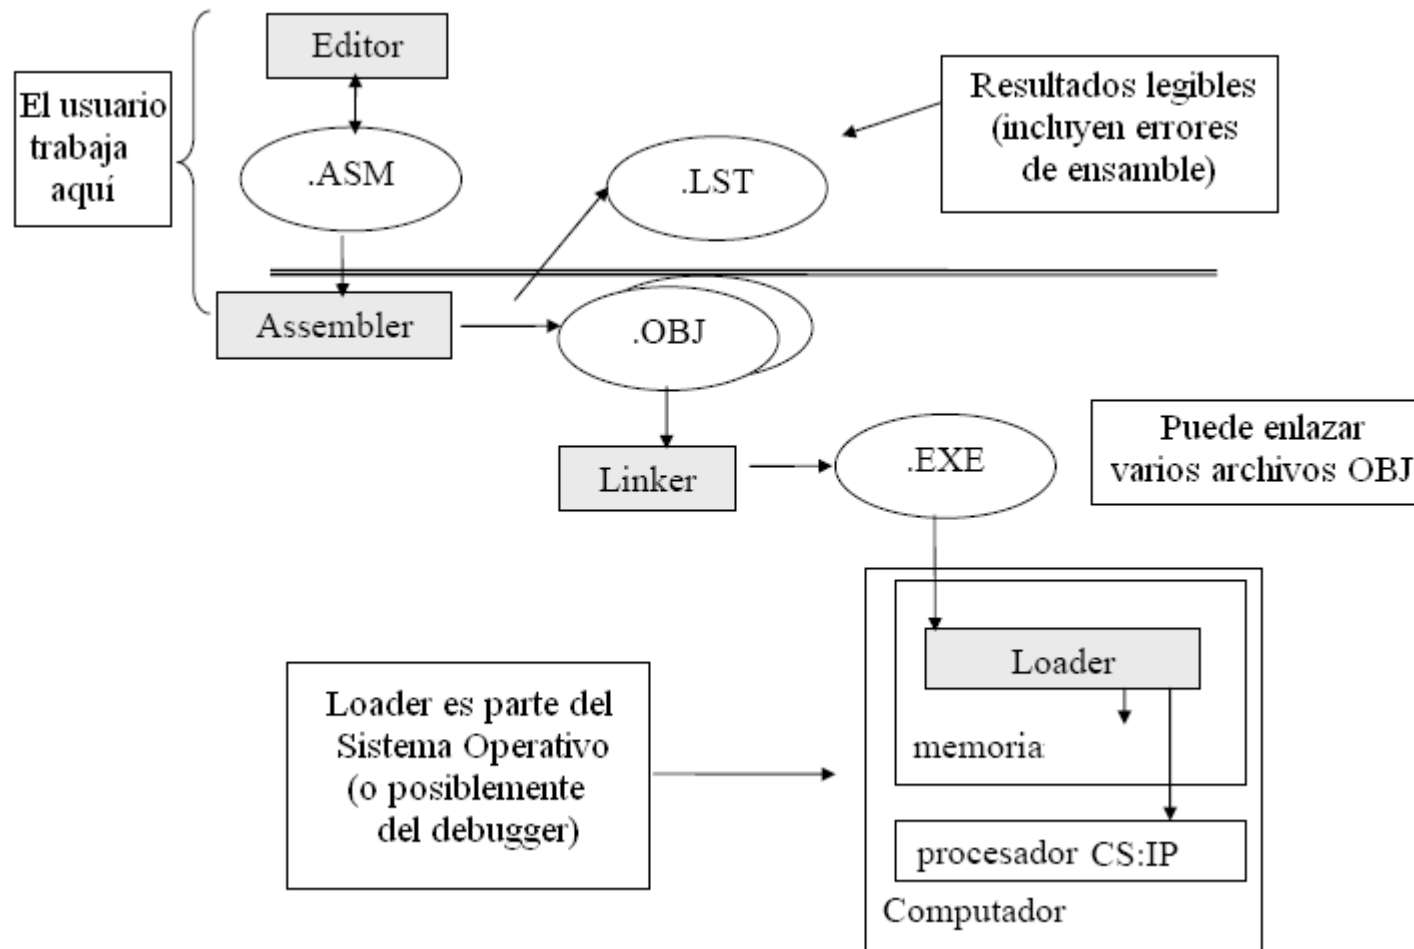 Editor
El usuario
trabaja
aquí
.ASM
.LST
Resultados legibles
(incluyen errores
de ensamble)
Assembler
.OBJ
Linker
.EXE
Puede enlazar
varios archivos OBJ
Loader
memoria
Loader es parte del
Sistema Operativo
(o posiblemente
del debugger)
procesador CS:IP
Computador